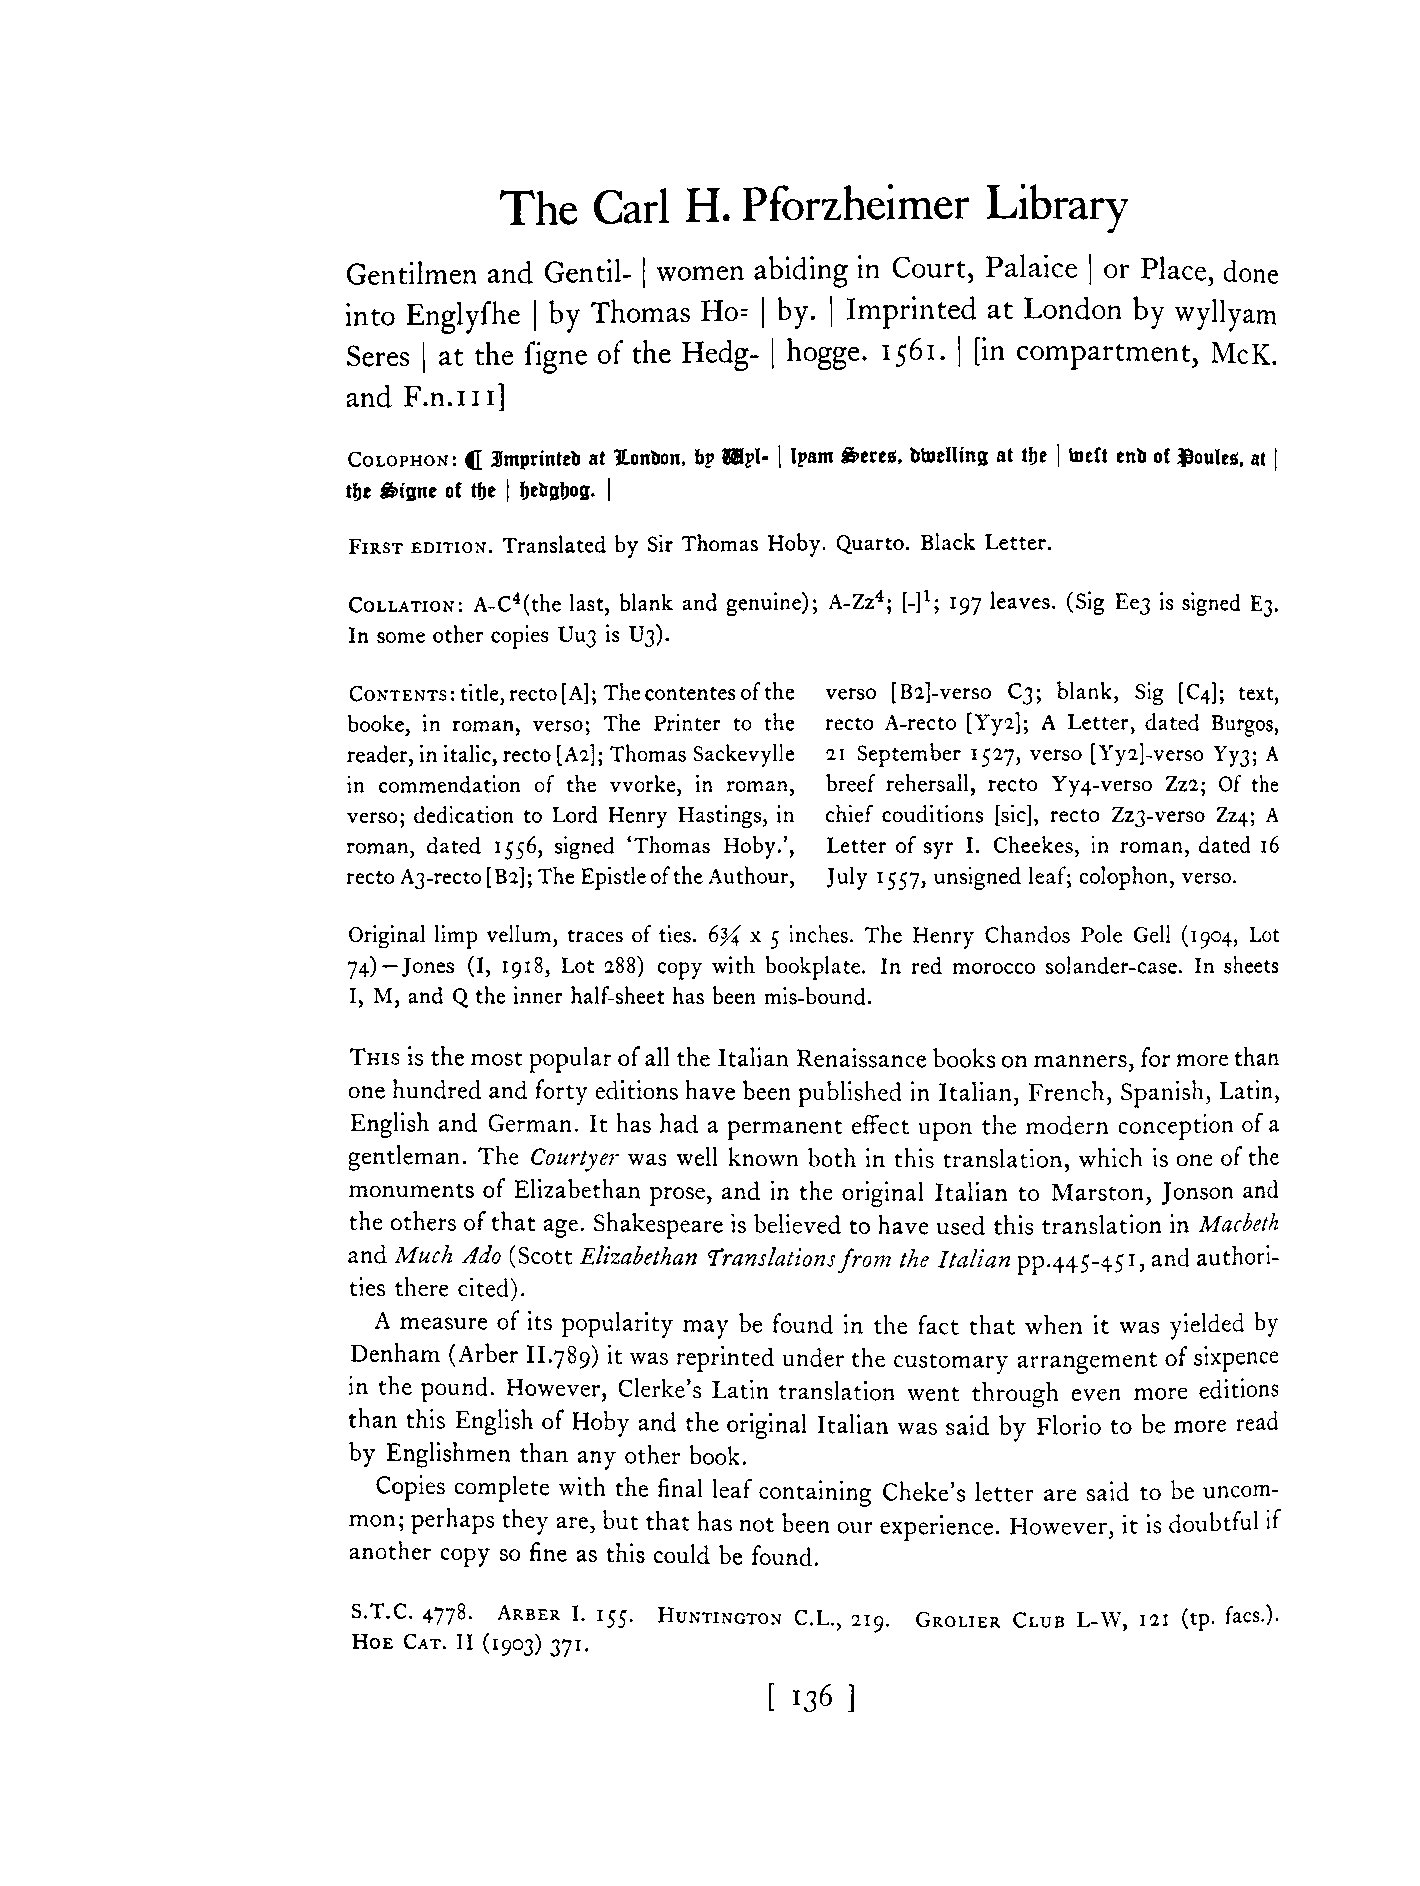 The Carl H. Pforzheimer Library
Gentilmen and Gentil- | women abiding in Court, Palaice | or Place, done
into Englyſhe | by Thomas Ho= | by. | Imprinted at London by wyllyam
Seres | at the ſigne of the Hedg- | hogge. 1561. | [in compartment, McK.
and F.n.111]
COLOPHON: ¶ Imprinted at London, by Wyl- | lyam Seres, dwelling at the | weſt end of Poules, at |
the Signe of the | hedghog. |
FIRST EDITION. Translated by Sir Thomas Hoby. Quarto. Black Letter.
COLLATION: A-C⁴(the last, blank and genuine); A-Zz⁴; [-]¹; 197 leaves. (Sig Ee3 is signed E3.
In some other copies Uu3 is U3).
CONTENTS: title, recto [A]; The contentes of the
booke, in roman, verso; The Printer to the
reader, in italic, recto [A2]; Thomas Sackevylle
in commendation of the vvorke, in roman,
verso; dedication to Lord Henry Hastings, in
roman, dated 1556, signed ‘Thomas Hoby.’,
recto A3-recto [B2]; The Epistle of the Authour,
verso [B2]-verso C3; blank, Sig [C4]; text,
recto A-recto [Yy2]; A Letter, dated Burgos,
21 September 1527, verso [Yy2]-verso Yy3; A
breef rehersall, recto Yy4-verso Zz2; Of the
chief couditions [sic], recto Zz3-verso Zz4; A
Letter of syr I. Cheekes, in roman, dated 16
July 1557, unsigned leaf; colophon, verso.
Original limp vellum, traces of ties. 6¾ x 5 inches. The Henry Chandos Pole Gell (1904, Lot
74)—Jones (I, 1918, Lot 288) copy with bookplate. In red morocco solander-case. In sheets
I, M, and Q the inner half-sheet has been mis-bound.
THIS is the most popular of all the Italian Renaissance books on manners, for more than
one hundred and forty editions have been published in Italian, French, Spanish, Latin,
English and German. It has had a permanent effect upon the modern conception of a
gentleman. The Courtyer was well known both in this translation, which is one of the
monuments of Elizabethan prose, and in the original Italian to Marston, Jonson and
the others of that age. Shakespeare is believed to have used this translation in Macbeth
and Much Ado (Scott Elizabethan Translations from the Italian pp.445-451, and authori-
ties there cited).
A measure of its popularity may be found in the fact that when it was yielded by
Denham (Arber II.789) it was reprinted under the customary arrangement of sixpence
in the pound. However, Clerke’s Latin translation went through even more editions
than this English of Hoby and the original Italian was said by Florio to be more read
by Englishmen than any other book.
Copies complete with the final leaf containing Cheke’s letter are said to be uncom-
mon; perhaps they are, but that has not been our experience. However, it is doubtful if
another copy so fine as this could be found.
S.T.C. 4778. ARBER I. 155. HUNTINGTON C.L., 219. GROLIER CLUB L-W, 121 (tp. facs.).
HOE CAT. II (1903) 371.
[ 136 ]